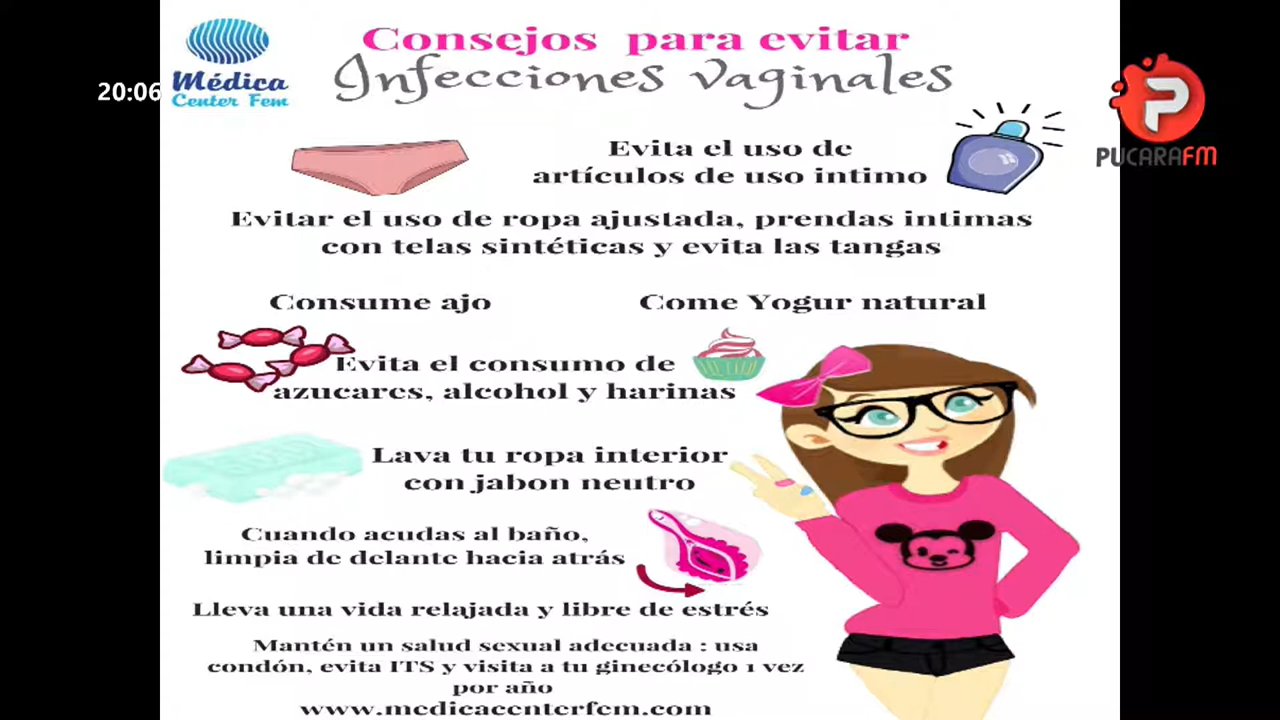 Consejos para evitar
Infecciones vaginales
Médica
Center Fem
20:06
PUCARAFM
Evita el uso de
artículos de uso intimo
Evitar el uso de ropa ajustada, prendas intimas
con telas sintéticas y evita las tangas
Consume ajo
Come Yogur natural
Evita el consumo de
azucares, alcohol y harinas
Lava tu ropa interior
con jabon neutro
Cuando acudas al baño,
limpia de delante hacia atrás
Lleva una vida relajada y libre de estrés
Mantén un salud sexual adecuada : usa
condón, evita ITS y visita a tu ginecólogo 1 vez
por año
www.medicacenterfem.com